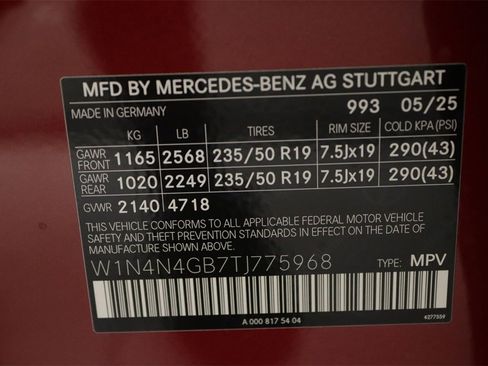 MFD BY MERCEDES-BENZ AG STUTTGART
MADE IN GERMANY 993 05/25
KG LB TIRES RIM SIZE COLD KPA (PSI)
GAWR FRONT 1165 2568 235/50 R19 7.5Jx19 290(43)
GAWR REAR 1020 2249 235/50 R19 7.5Jx19 290(43)
GVWR 2140 4718
THIS VEHICLE CONFORMS TO ALL APPLICABLE FEDERAL MOTOR VEHICLE
SAFETY AND THEFT PREVENTION STANDARDS IN EFFECT ON THE DATE OF
MANUFACTURE SHOWN ABOVE.
W1N4N4GB7TJ775968 TYPE: MPV
A 000 817 54 04 4277559